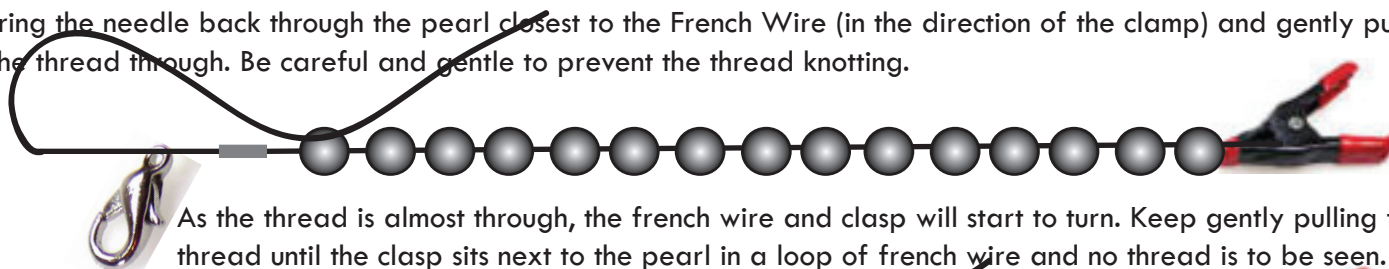 ring the needle back through the pearl closest to the French Wire (in the direction of the clamp) and gently pu
he thread through. Be careful and gentle to prevent the thread knotting.
As the thread is almost through, the french wire and clasp will start to turn. Keep gently pulling
thread until the clasp sits next to the pearl in a loop of french wire and no thread is to be seen.